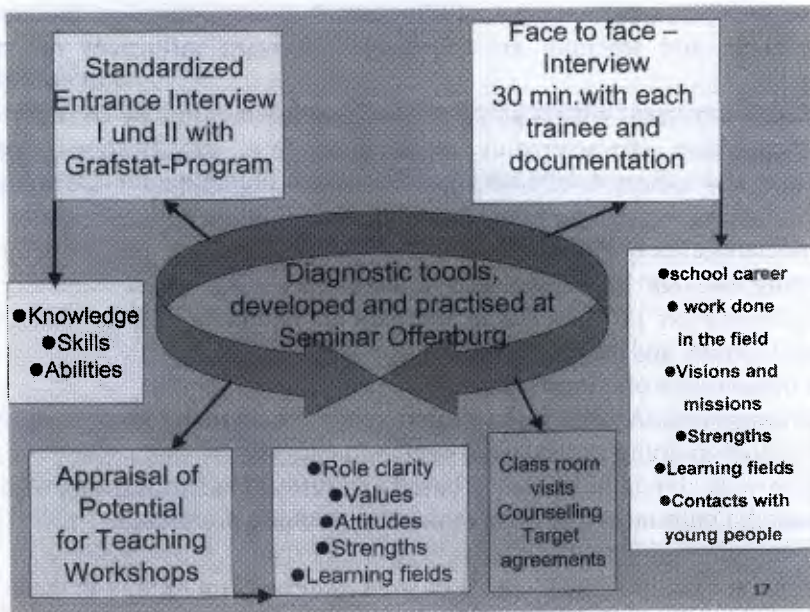 Standardized
Entrance Interview
I und II with
Grafstat-Program
Face to face –
Interview
30 min.with each
trainee and
documentation
Diagnostic toools,
developed and practised at
Seminar Offenburg
●Knowledge
●Skills
●Abilities
●school career
● work done
in the field
●Visions and
missions
●Strengths
●Learning fields
●Contacts with
young people
Appraisal of
Potential
for Teaching
Workshops
●Role clarity
●Values
●Attitudes
●Strengths
●Learning fields
Class room
visits
Counselling
Target
agreements
17